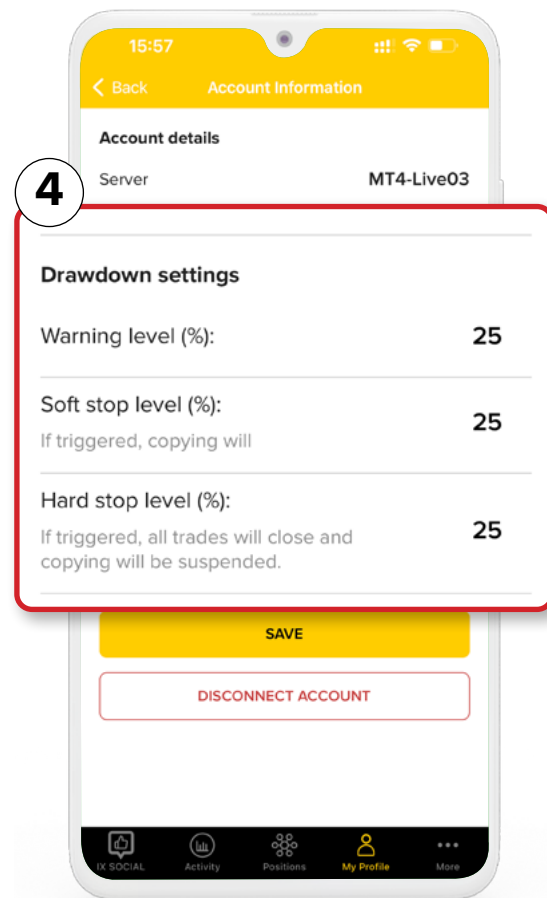 15:57
Back Account Information
Account details
Server MT4-Live03
4
Drawdown settings
Warning level (%): 25
Soft stop level (%): 25
If triggered, copying will
Hard stop level (%): 25
If triggered, all trades will close and
copying will be suspended.
SAVE
DISCONNECT ACCOUNT
IX SOCIAL Activity Positions My Profile More